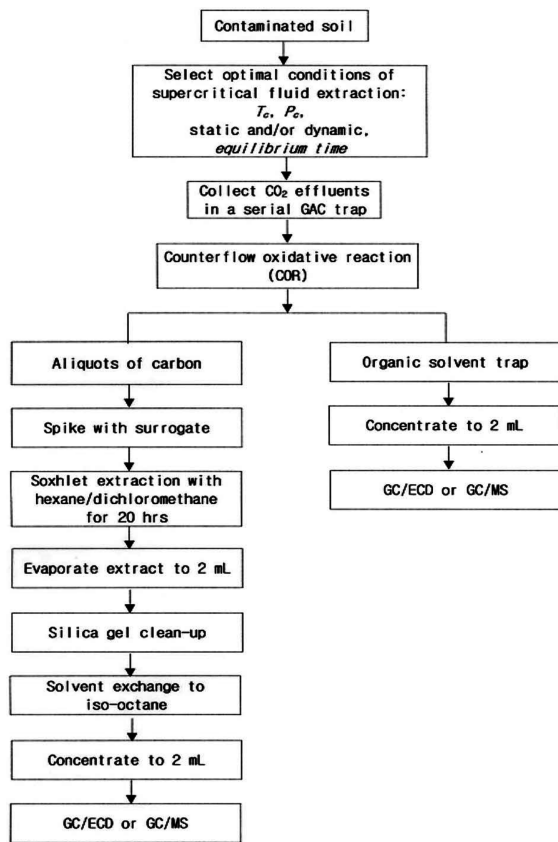 Contaminated soil
Select optimal conditions of
supercritical fluid extraction:
Tc, Pc,
static and/or dynamic,
equilibrium time
Collect CO₂ effluents
in a serial GAC trap
Counterflow oxidative reaction
(COR)
Aliquots of carbon
Spike with surrogate
Soxhlet extraction with
hexane/dichloromethane
for 20 hrs
Evaporate extract to 2 mL
Silica gel clean-up
Solvent exchange to
iso-octane
Concentrate to 2 mL
GC/ECD or GC/MS
Organic solvent trap
Concentrate to 2 mL
GC/ECD or GC/MS